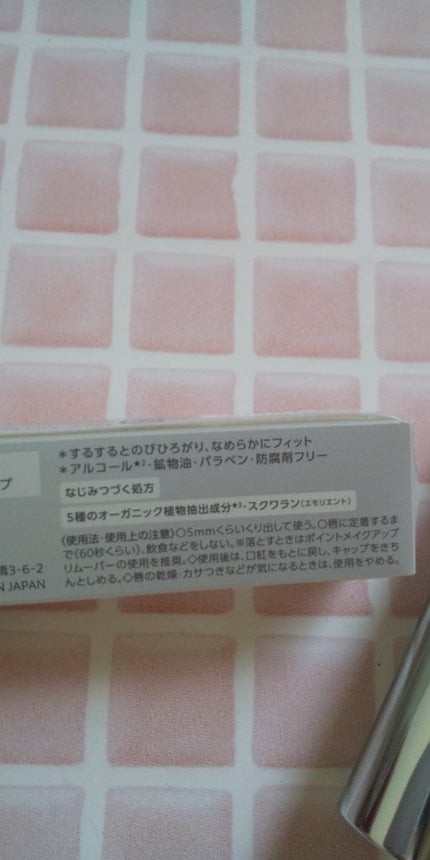 ＊するするとのびひろがり、なめらかにフィット
＊アルコール★2・鉱物油・パラベン・防腐剤フリー
プ
なじみつづく処方
5種のオーガニック植物抽出成分★3・スクワラン(エモリエント)
〈使用法・使用上の注意〉○5mmくらいくり出して使う。○唇に定着するま
で(60秒くらい)、飲食などをしない。※落とすときはポイントメイクアップ
リムーバーの使用を推奨。◇使用後は、口紅をもとに戻し、キャップをきち
んとしめる。◇唇の乾燥・カサつきなどが気になるときは、使用をやめる。
3-6-2
N JAPAN